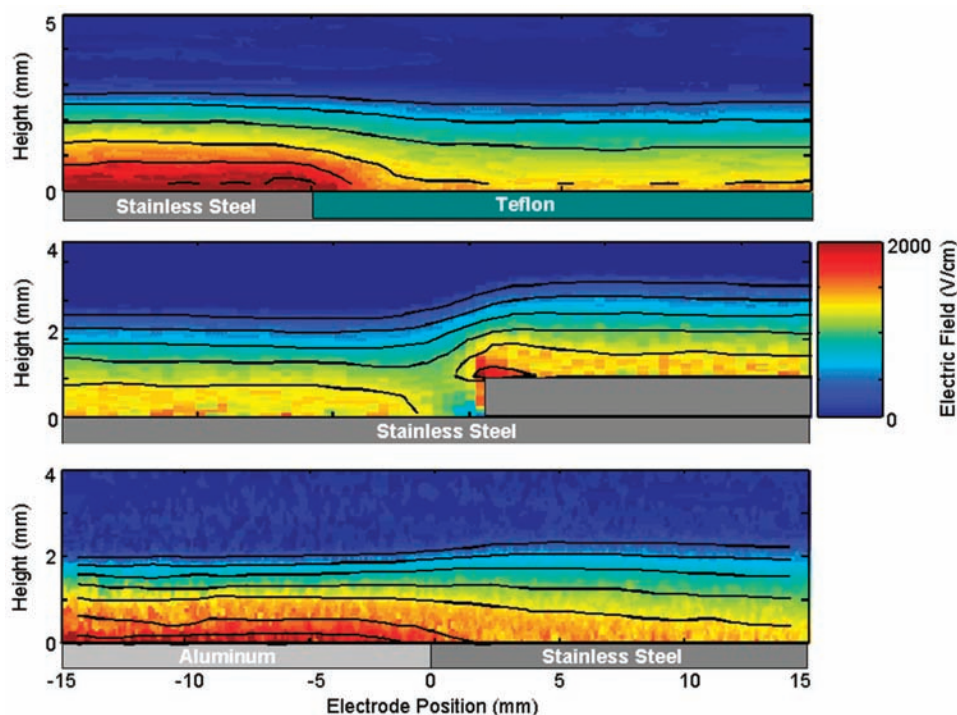 5
Height (mm)
0
Stainless Steel
Teflon
4
Height (mm)
2
0
Stainless Steel
2000
0
Electric Field (V/cm)
4
Height (mm)
2
0
Aluminum
Stainless Steel
-15 -10 -5 0 5 10 15
Electrode Position (mm)